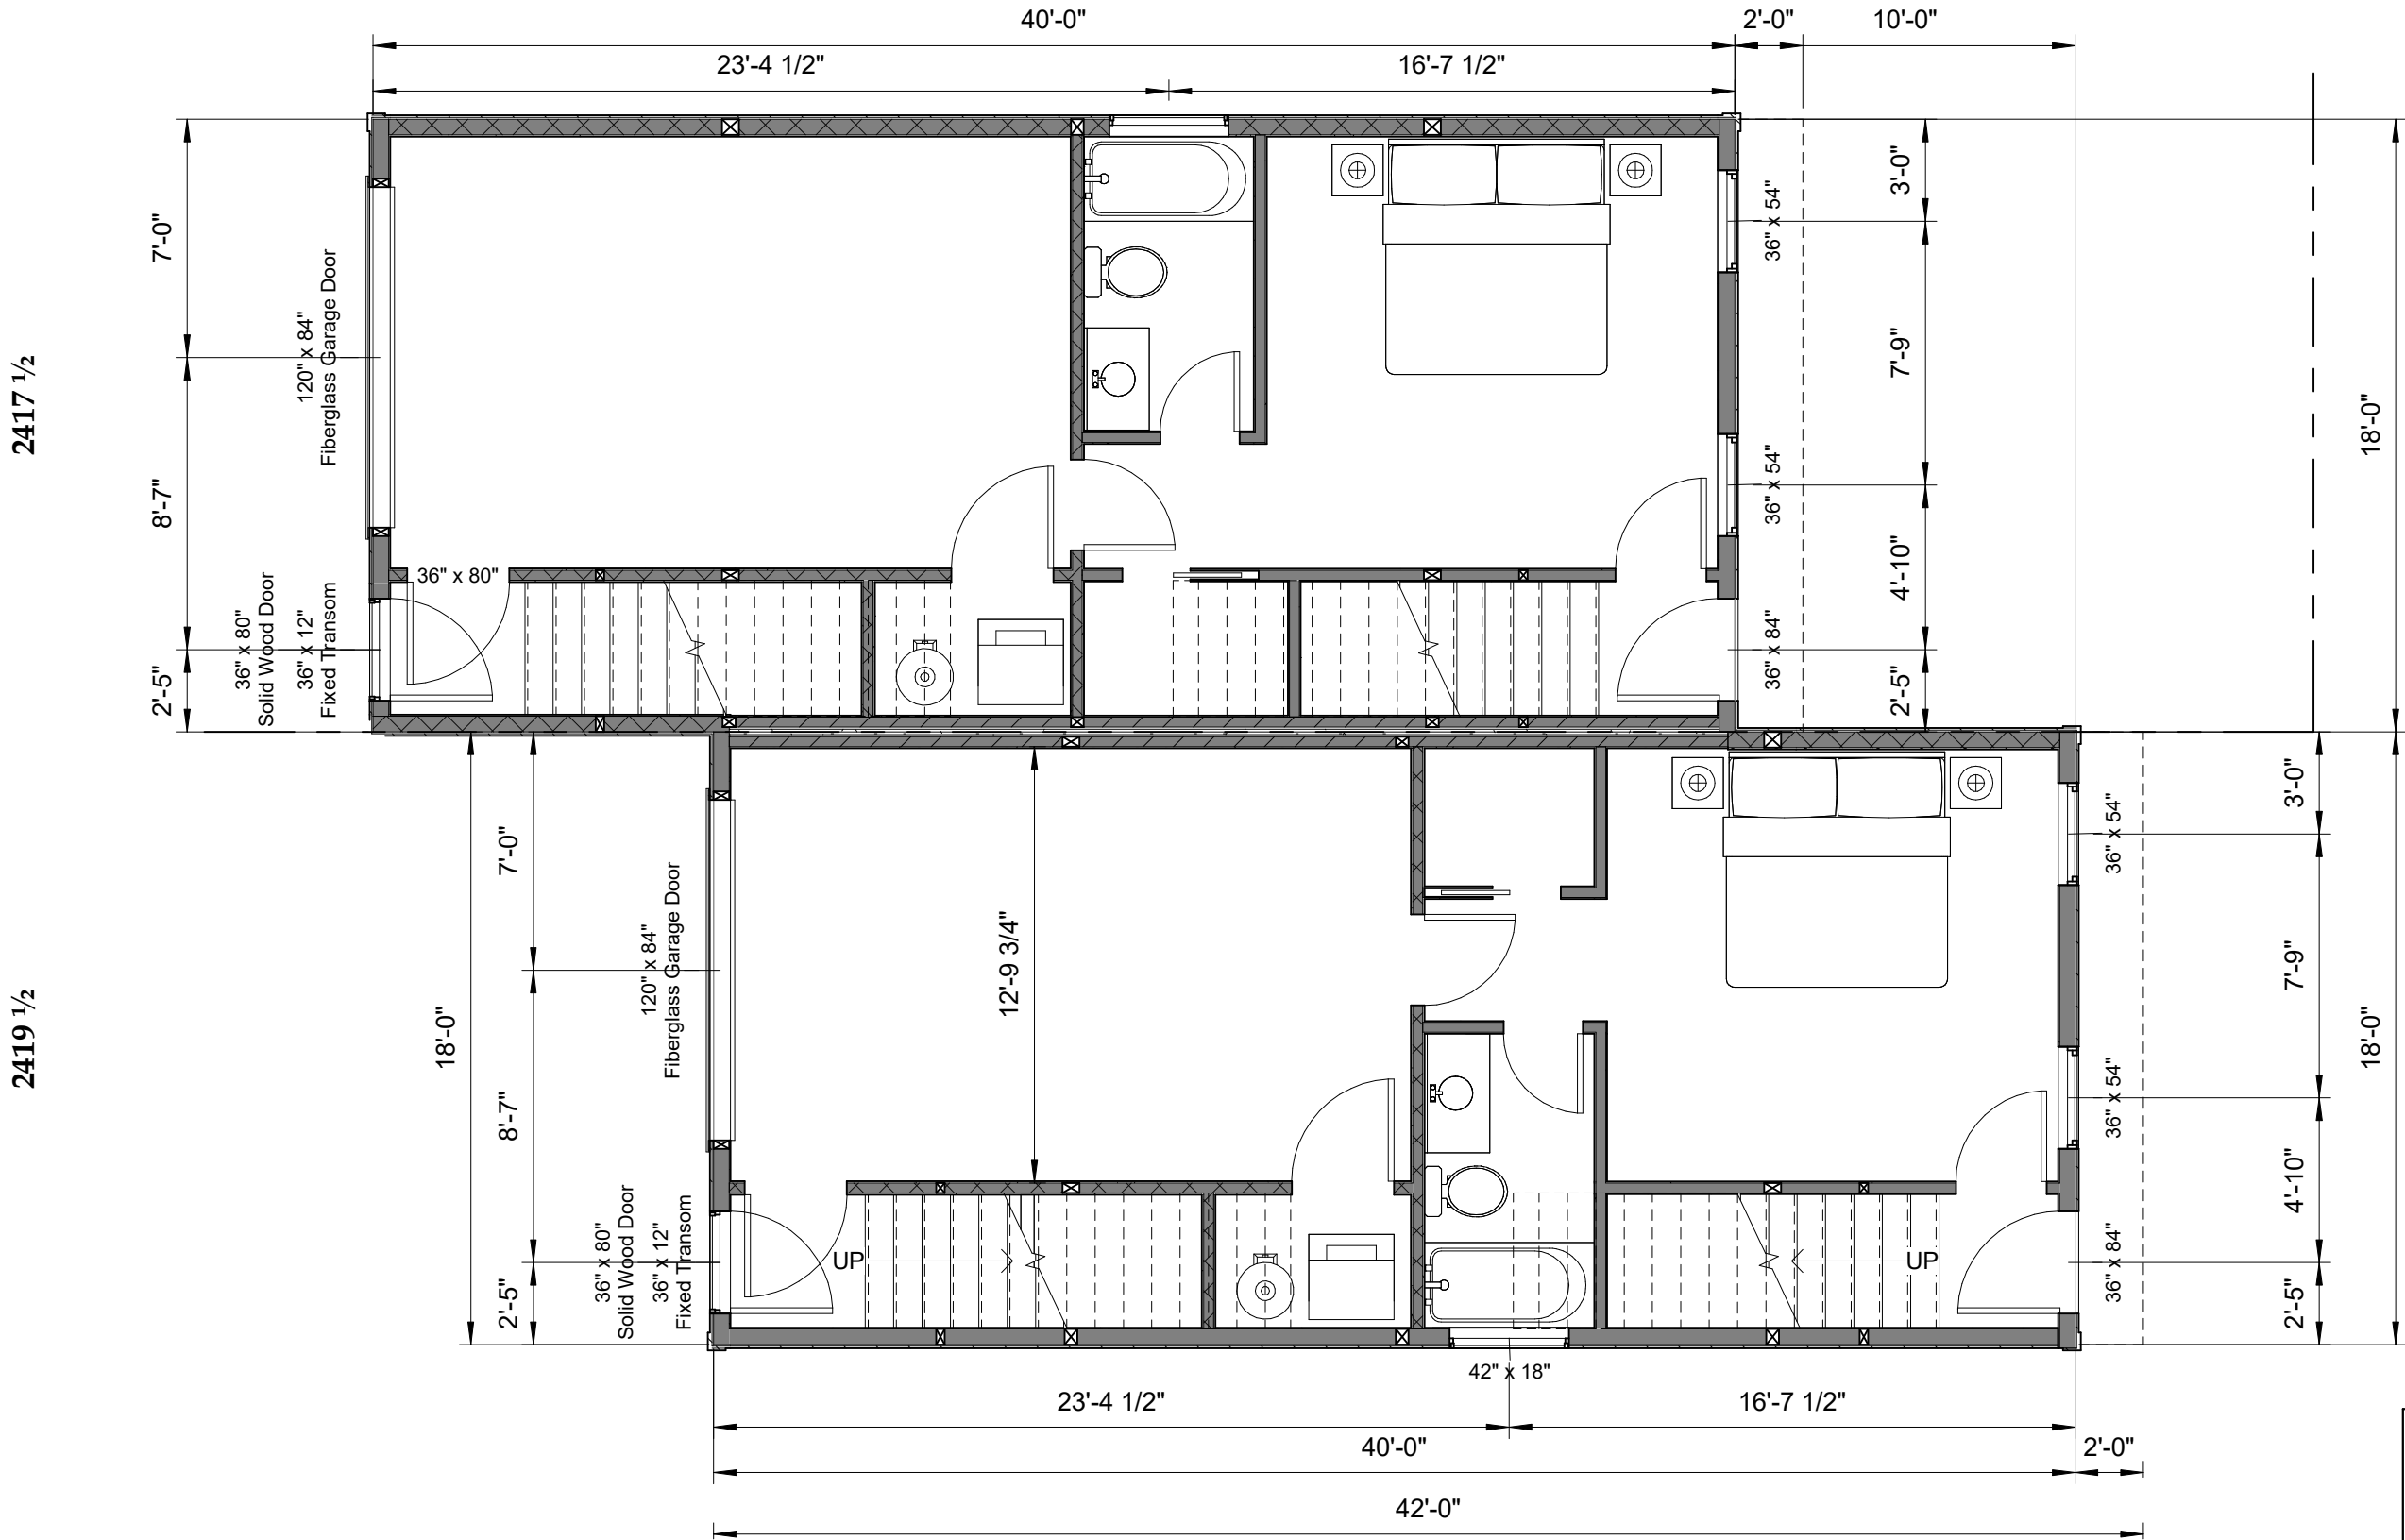 40'-0"
2'-0"
10'-0"
23'-4 1/2"
16'-7 1/2"
2417 ½
7'-0"
8'-7"
2'-5"
120" x 84"
Fiberglass Garage Door
36" x 80"
Solid Wood Door
36" x 12"
Fixed Transom
36" x 80"
36" x 54"
36" x 54"
36" x 84"
3'-0"
7'-9"
4'-10"
2'-5"
18'-0"
2419 ½
18'-0"
7'-0"
8'-7"
2'-5"
120" x 84"
Fiberglass Garage Door
36" x 80"
Solid Wood Door
36" x 12"
Fixed Transom
12'-9 3/4"
UP
UP
36" x 54"
36" x 54"
36" x 84"
3'-0"
7'-9"
4'-10"
2'-5"
18'-0"
42" x 18"
23'-4 1/2"
16'-7 1/2"
40'-0"
2'-0"
42'-0"